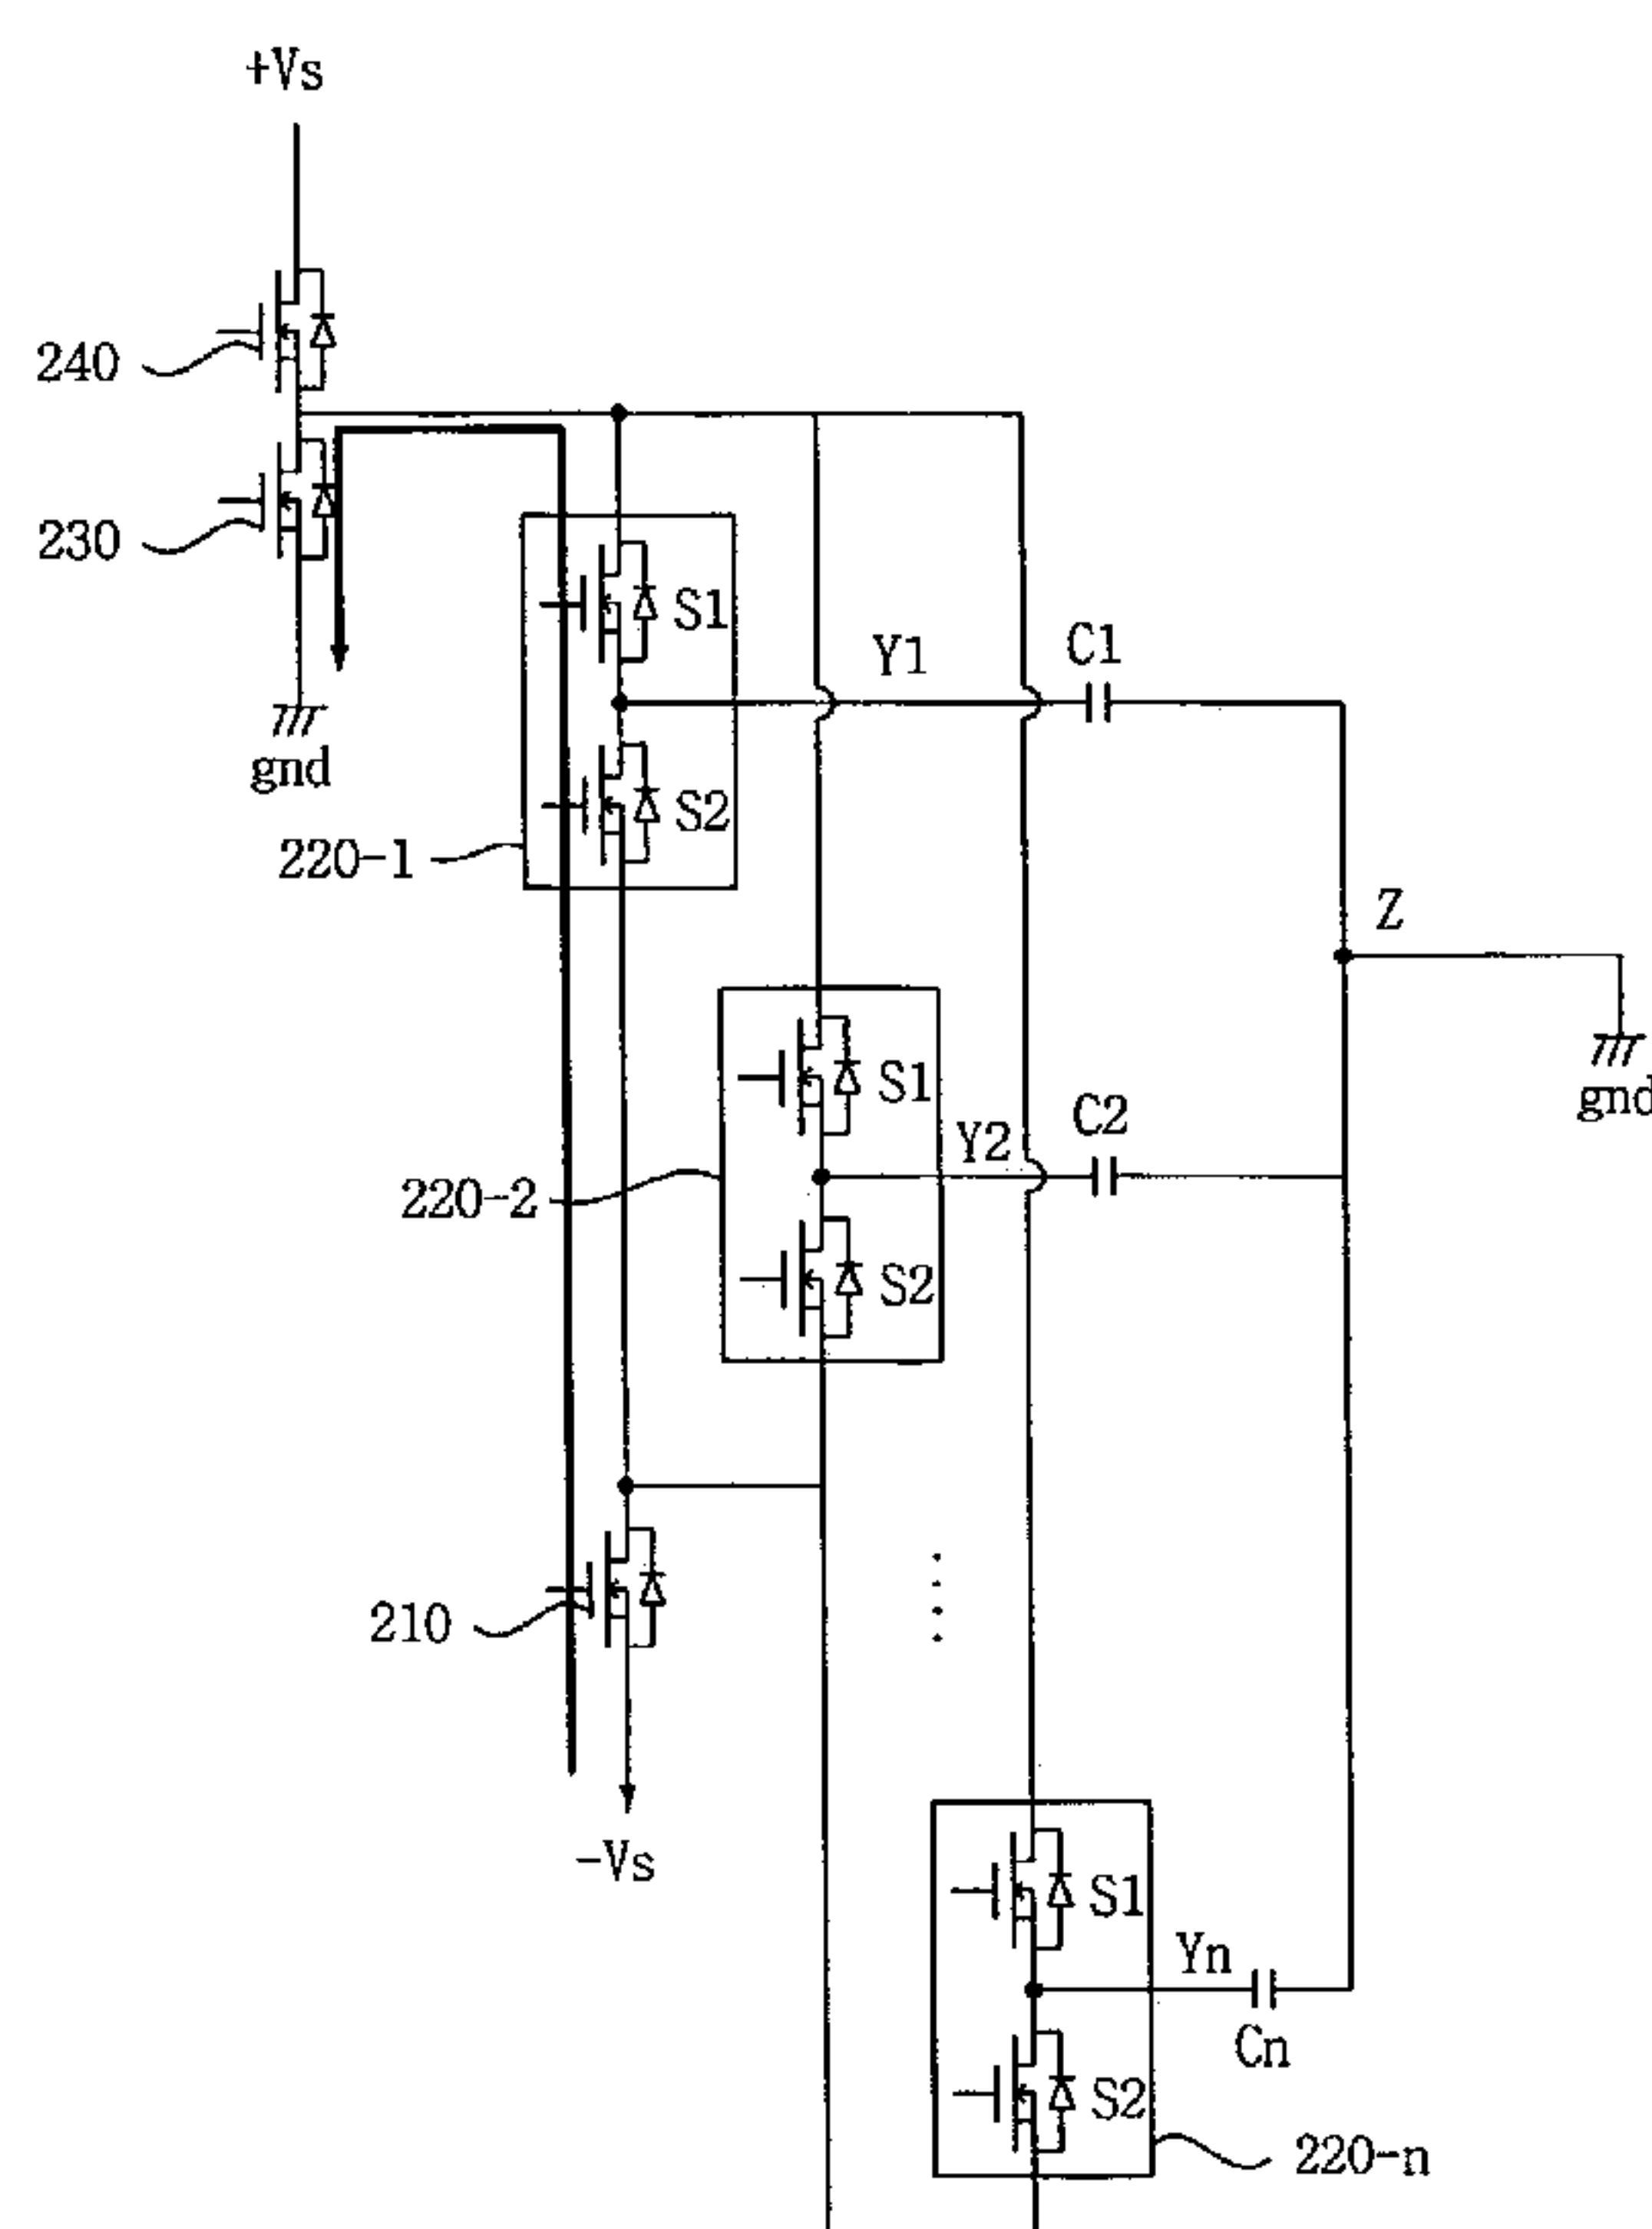 +Vs
240
230
S1
Y1
C1
gnd
S2
220-1
Z
gnd
S1
C2
Y2
220-2
S2
210
-Vs
S1
Yn
Cn
S2
220-n